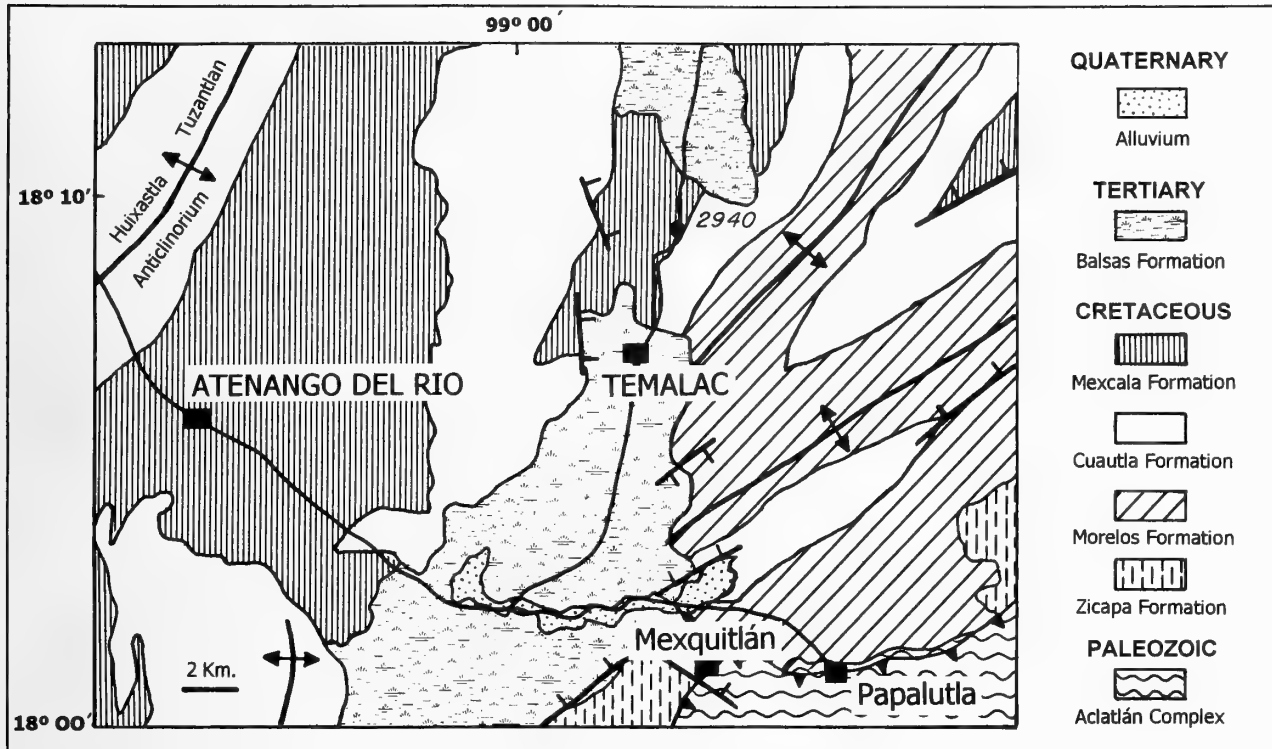 99º 00´
18º 10'
18º 00´
Huixastla Tuzantlan
Anticlinorium
2940
ATENANGO DEL RIO
TEMALAC
Mexquitlán
Papalutla
2 Km.
QUATERNARY
Alluvium
TERTIARY
Balsas Formation
CRETACEOUS
Mexcala Formation
Cuautla Formation
Morelos Formation
Zicapa Formation
PALEOZOIC
Aclatlán Complex